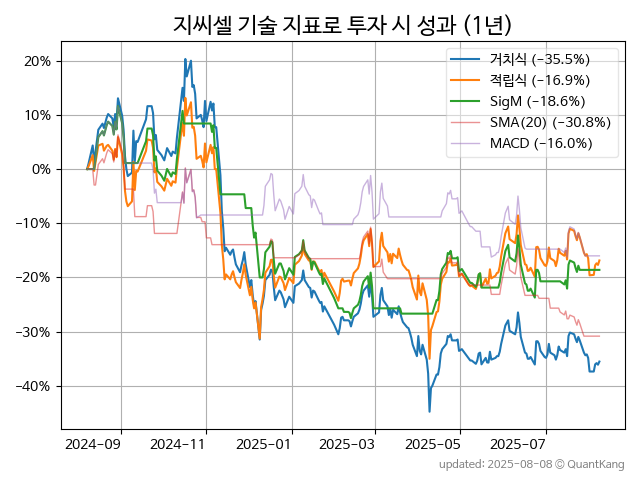 지씨셀 기술 지표로 투자 시 성과 (1년)
거치식 (−35.5%)
적립식 (−16.9%)
SigM (−18.6%)
SMA(20) (−30.8%)
MACD (−16.0%)
20%
10%
0%
−10%
−20%
−30%
−40%
2024-09
2024-11
2025-01
2025-03
2025-05
2025-07
updated: 2025-08-08 © QuantKang